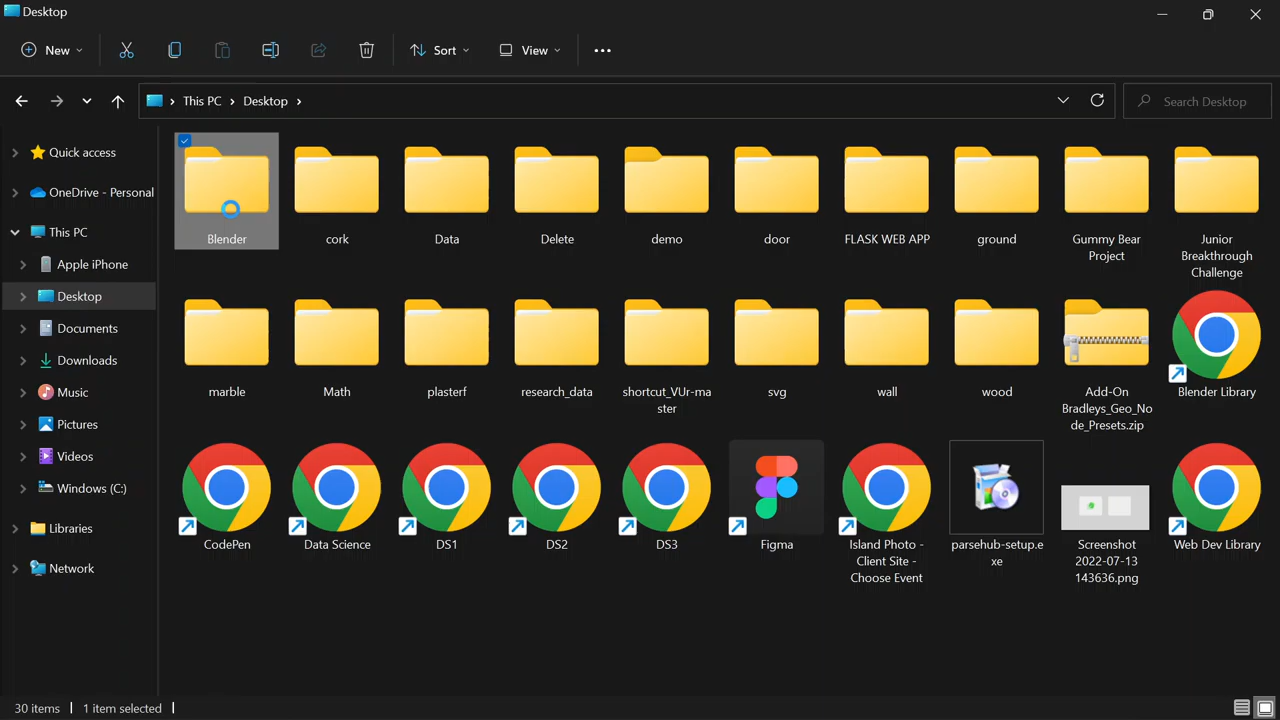 Desktop
New
Sort
View
This PC
Desktop
Search Desktop
Quick access
OneDrive - Personal
This PC
Apple iPhone
Desktop
Documents
Downloads
Music
Pictures
Videos
Windows (C:)
Libraries
Network
Blender
cork
Data
Delete
demo
door
FLASK WEB APP
ground
Gummy Bear
Project
Junior
Breakthrough
Challenge
marble
Math
plasterf
research_data
shortcut_VUr-ma
ster
svg
wall
wood
Add-On
Bradleys_Geo_No
de_Presets.zip
Blender Library
CodePen
Data Science
DS1
DS2
DS3
Figma
Island Photo -
Client Site -
Choose Event
parsehub-setup.e
xe
Screenshot
2022-07-13
143636.png
Web Dev Library
30 items
1 item selected